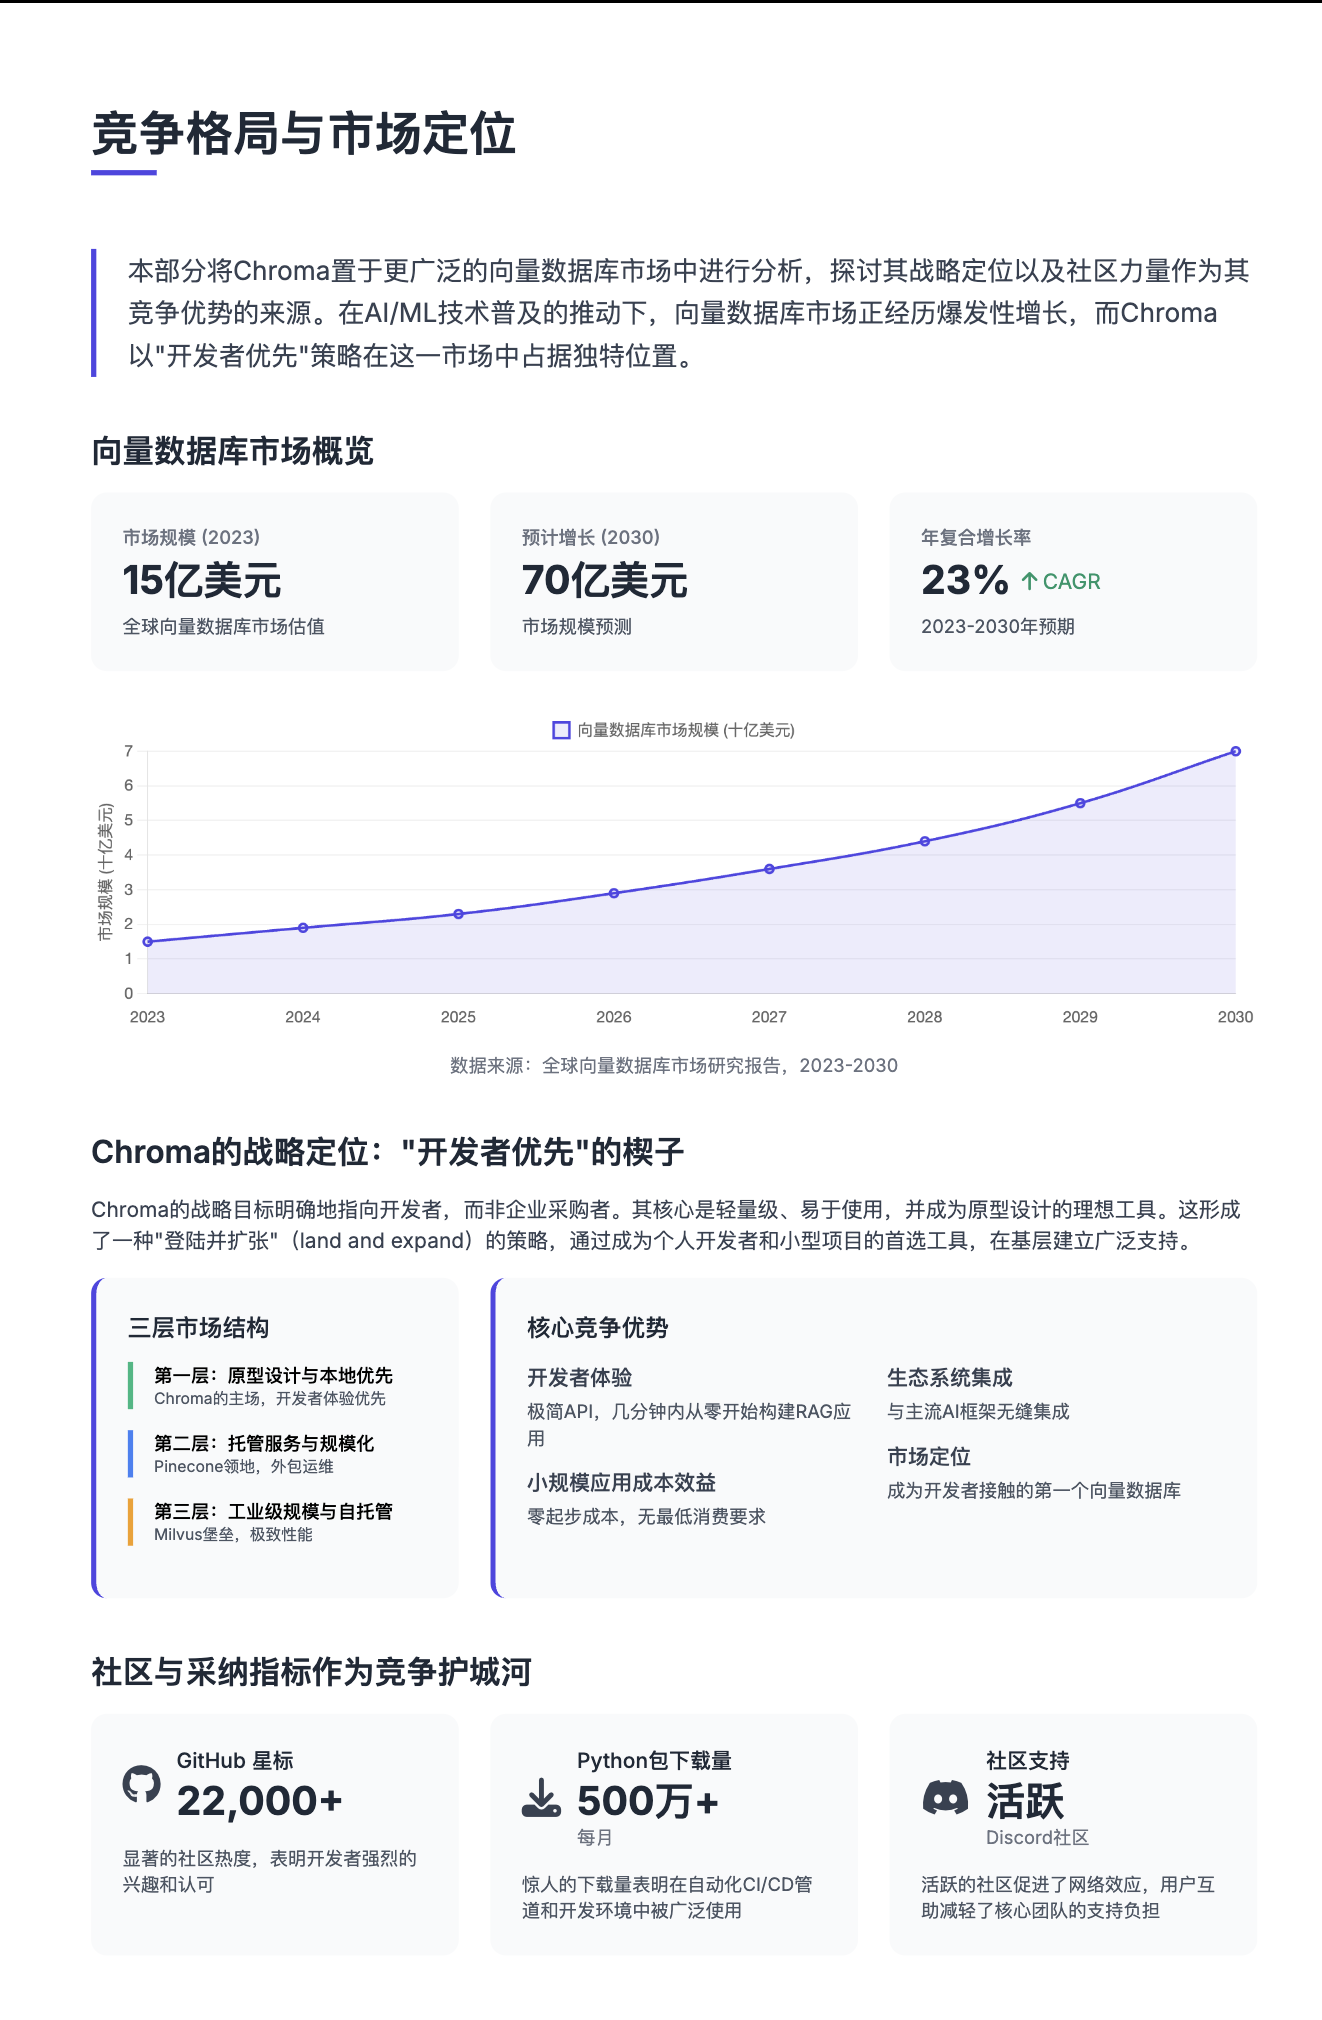 竞争格局与市场定位
本部分将Chroma置于更广泛的向量数据库市场中进行分析，探讨其战略定位以及社区力量作为其
竞争优势的来源。在AI/ML技术普及的推动下，向量数据库市场正经历爆发性增长，而Chroma
以"开发者优先"策略在这一市场中占据独特位置。
向量数据库市场概览
市场规模 (2023)
15亿美元
全球向量数据库市场估值
预计增长 (2030)
70亿美元
市场规模预测
年复合增长率
23% ↑ CAGR
2023-2030年预期
向量数据库市场规模 (十亿美元)
市场规模 (十亿美元)
7
6
5
4
3
2
1
0
2023 2024 2025 2026 2027 2028 2029 2030
数据来源：全球向量数据库市场研究报告，2023-2030
Chroma的战略定位："开发者优先"的楔子
Chroma的战略目标明确地指向开发者，而非企业采购者。其核心是轻量级、易于使用，并成为原型设计的理想工具。这形成
了一种"登陆并扩张"（land and expand）的策略，通过成为个人开发者和小型项目的首选工具，在基层建立广泛支持。
三层市场结构
第一层：原型设计与本地优先
Chroma的主场，开发者体验优先
第二层：托管服务与规模化
Pinecone领地，外包运维
第三层：工业级规模与自托管
Milvus堡垒，极致性能
核心竞争优势
开发者体验
极简API，几分钟内从零开始构建RAG应
用
小规模应用成本效益
零起步成本，无最低消费要求
生态系统集成
与主流AI框架无缝集成
市场定位
成为开发者接触的第一个向量数据库
社区与采纳指标作为竞争护城河
GitHub 星标
22,000+
显著的社区热度，表明开发者强烈的
兴趣和认可
Python包下载量
500万+
每月
惊人的下载量表明在自动化CI/CD管
道和开发环境中被广泛使用
社区支持
活跃
Discord社区
活跃的社区促进了网络效应，用户互
助减轻了核心团队的支持负担